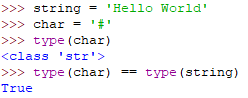 >>> string = 'Hello World'
>>> char = '#'
>>> type(char)
<class 'str'>
>>> type(char) == type(string)
True